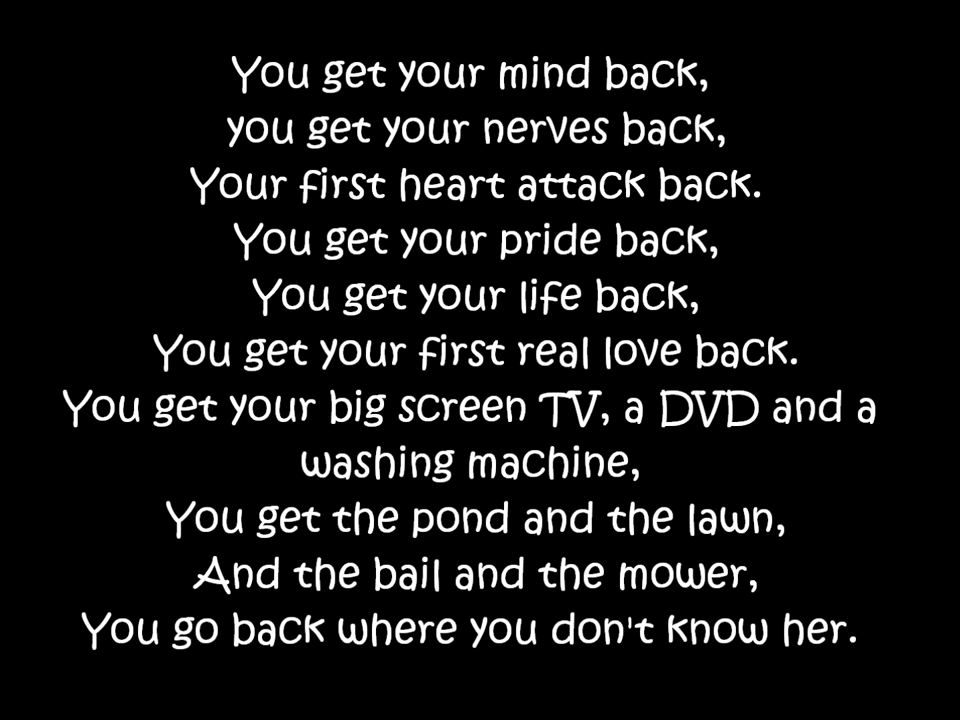 You get your mind back,
you get your nerves back,
Your first heart attack back.
You get your pride back,
You get your life back,
You get your first real love back.
You get your big screen TV, a DVD and a
washing machine,
You get the pond and the lawn,
And the bail and the mower,
You go back where you don't know her.